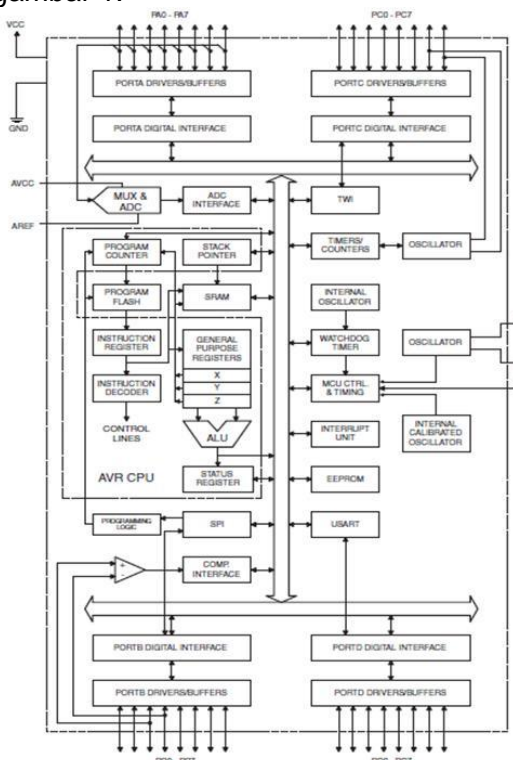 PA0 - PA7
PC0 - PC7
VCC
GND
PORTA DRIVERS/BUFFERS
PORTC DRIVERS/BUFFERS
PORTA DIGITAL INTERFACE
PORTC DIGITAL INTERFACE
AVCC
AREF
MUX &
ADC
ADC
INTERFACE
TWI
PROGRAM
COUNTER
STACK
POINTER
TIMERS/
COUNTERS
OSCILLATOR
PROGRAM
FLASH
SRAM
INTERNAL
OSCILLATOR
INSTRUCTION
REGISTER
GENERAL
PURPOSE
REGISTERS
X
Y
Z
WATCHDOG
TIMER
OSCILLATOR
INSTRUCTION
DECODER
MCU CTRL.
& TIMING
CONTROL
LINES
ALU
INTERRUPT
UNIT
INTERNAL
CALIBRATED
OSCILLATOR
AVR CPU
STATUS
REGISTER
EEPROM
PROGRAMMING
LOGIC
SPI
USART
+
-
COMP.
INTERFACE
PORTB DIGITAL INTERFACE
PORTD DIGITAL INTERFACE
PORTB DRIVERS/BUFFERS
PORTD DRIVERS/BUFFERS